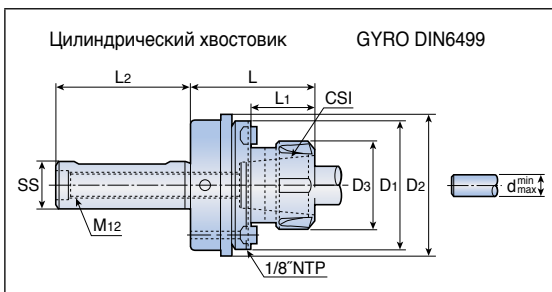 Цилиндрический хвостовик GYRO DIN6499
L2 L
L1 CSI
SS D3 D1 D2 d min max
M12
1/8˝NTP